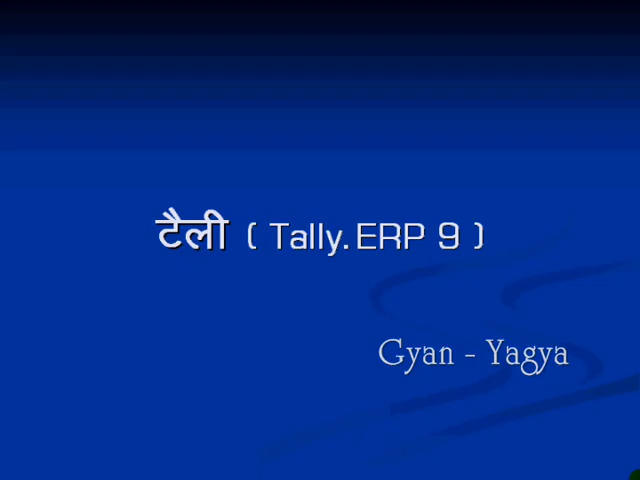 टैली ( Tally.ERP 9 )
Gyan - Yagya